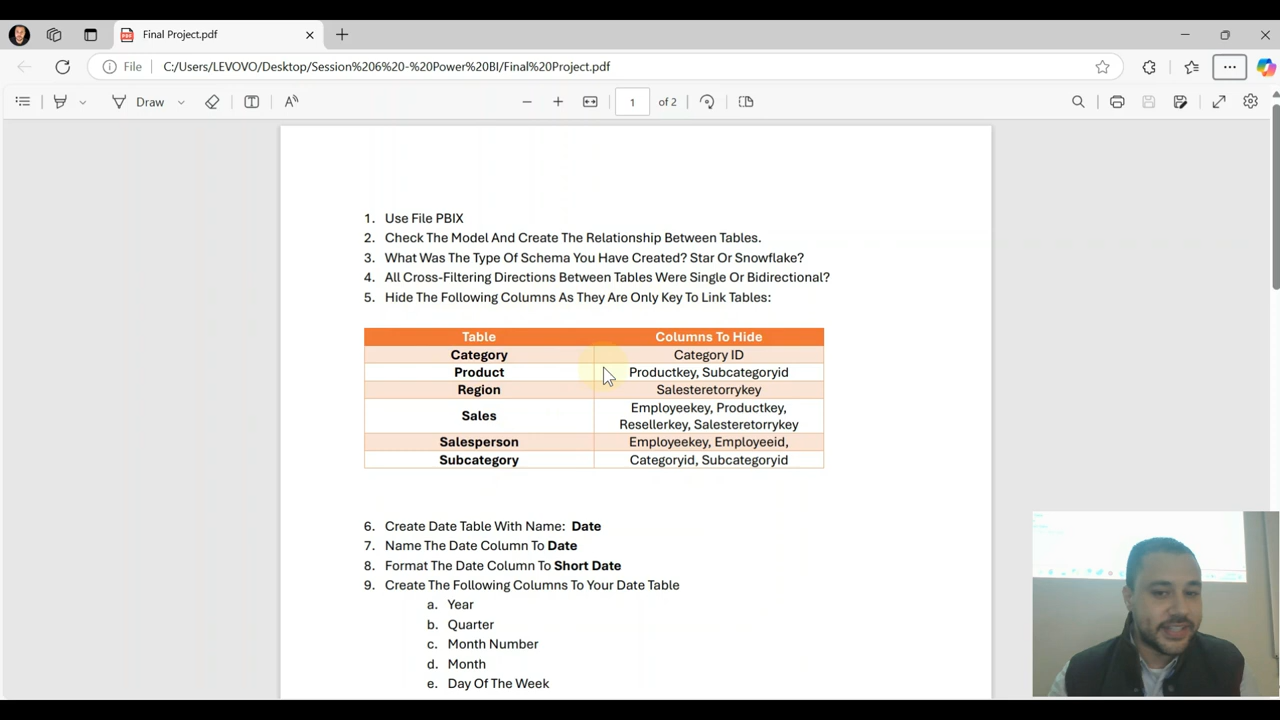 Final Project.pdf
File
C:/Users/LEVOVO/Desktop/Session%206%20-%20Power%20BI/Final%20Project.pdf
Draw
1
of 2
1. Use File PBIX
2. Check The Model And Create The Relationship Between Tables.
3. What Was The Type Of Schema You Have Created? Star Or Snowflake?
4. All Cross-Filtering Directions Between Tables Were Single Or Bidirectional?
5. Hide The Following Columns As They Are Only Key To Link Tables:
Table Columns To Hide
Category Category ID
Product Productkey, Subcategoryid
Region Salesteretorrykey
Sales Employeekey, Productkey,
Resellerkey, Salesteretorrykey
Salesperson Employeekey, Employeeid,
Subcategory Categoryid, Subcategoryid
6. Create Date Table With Name: Date
7. Name The Date Column To Date
8. Format The Date Column To Short Date
9. Create The Following Columns To Your Date Table
a. Year
b. Quarter
c. Month Number
d. Month
e. Day Of The Week